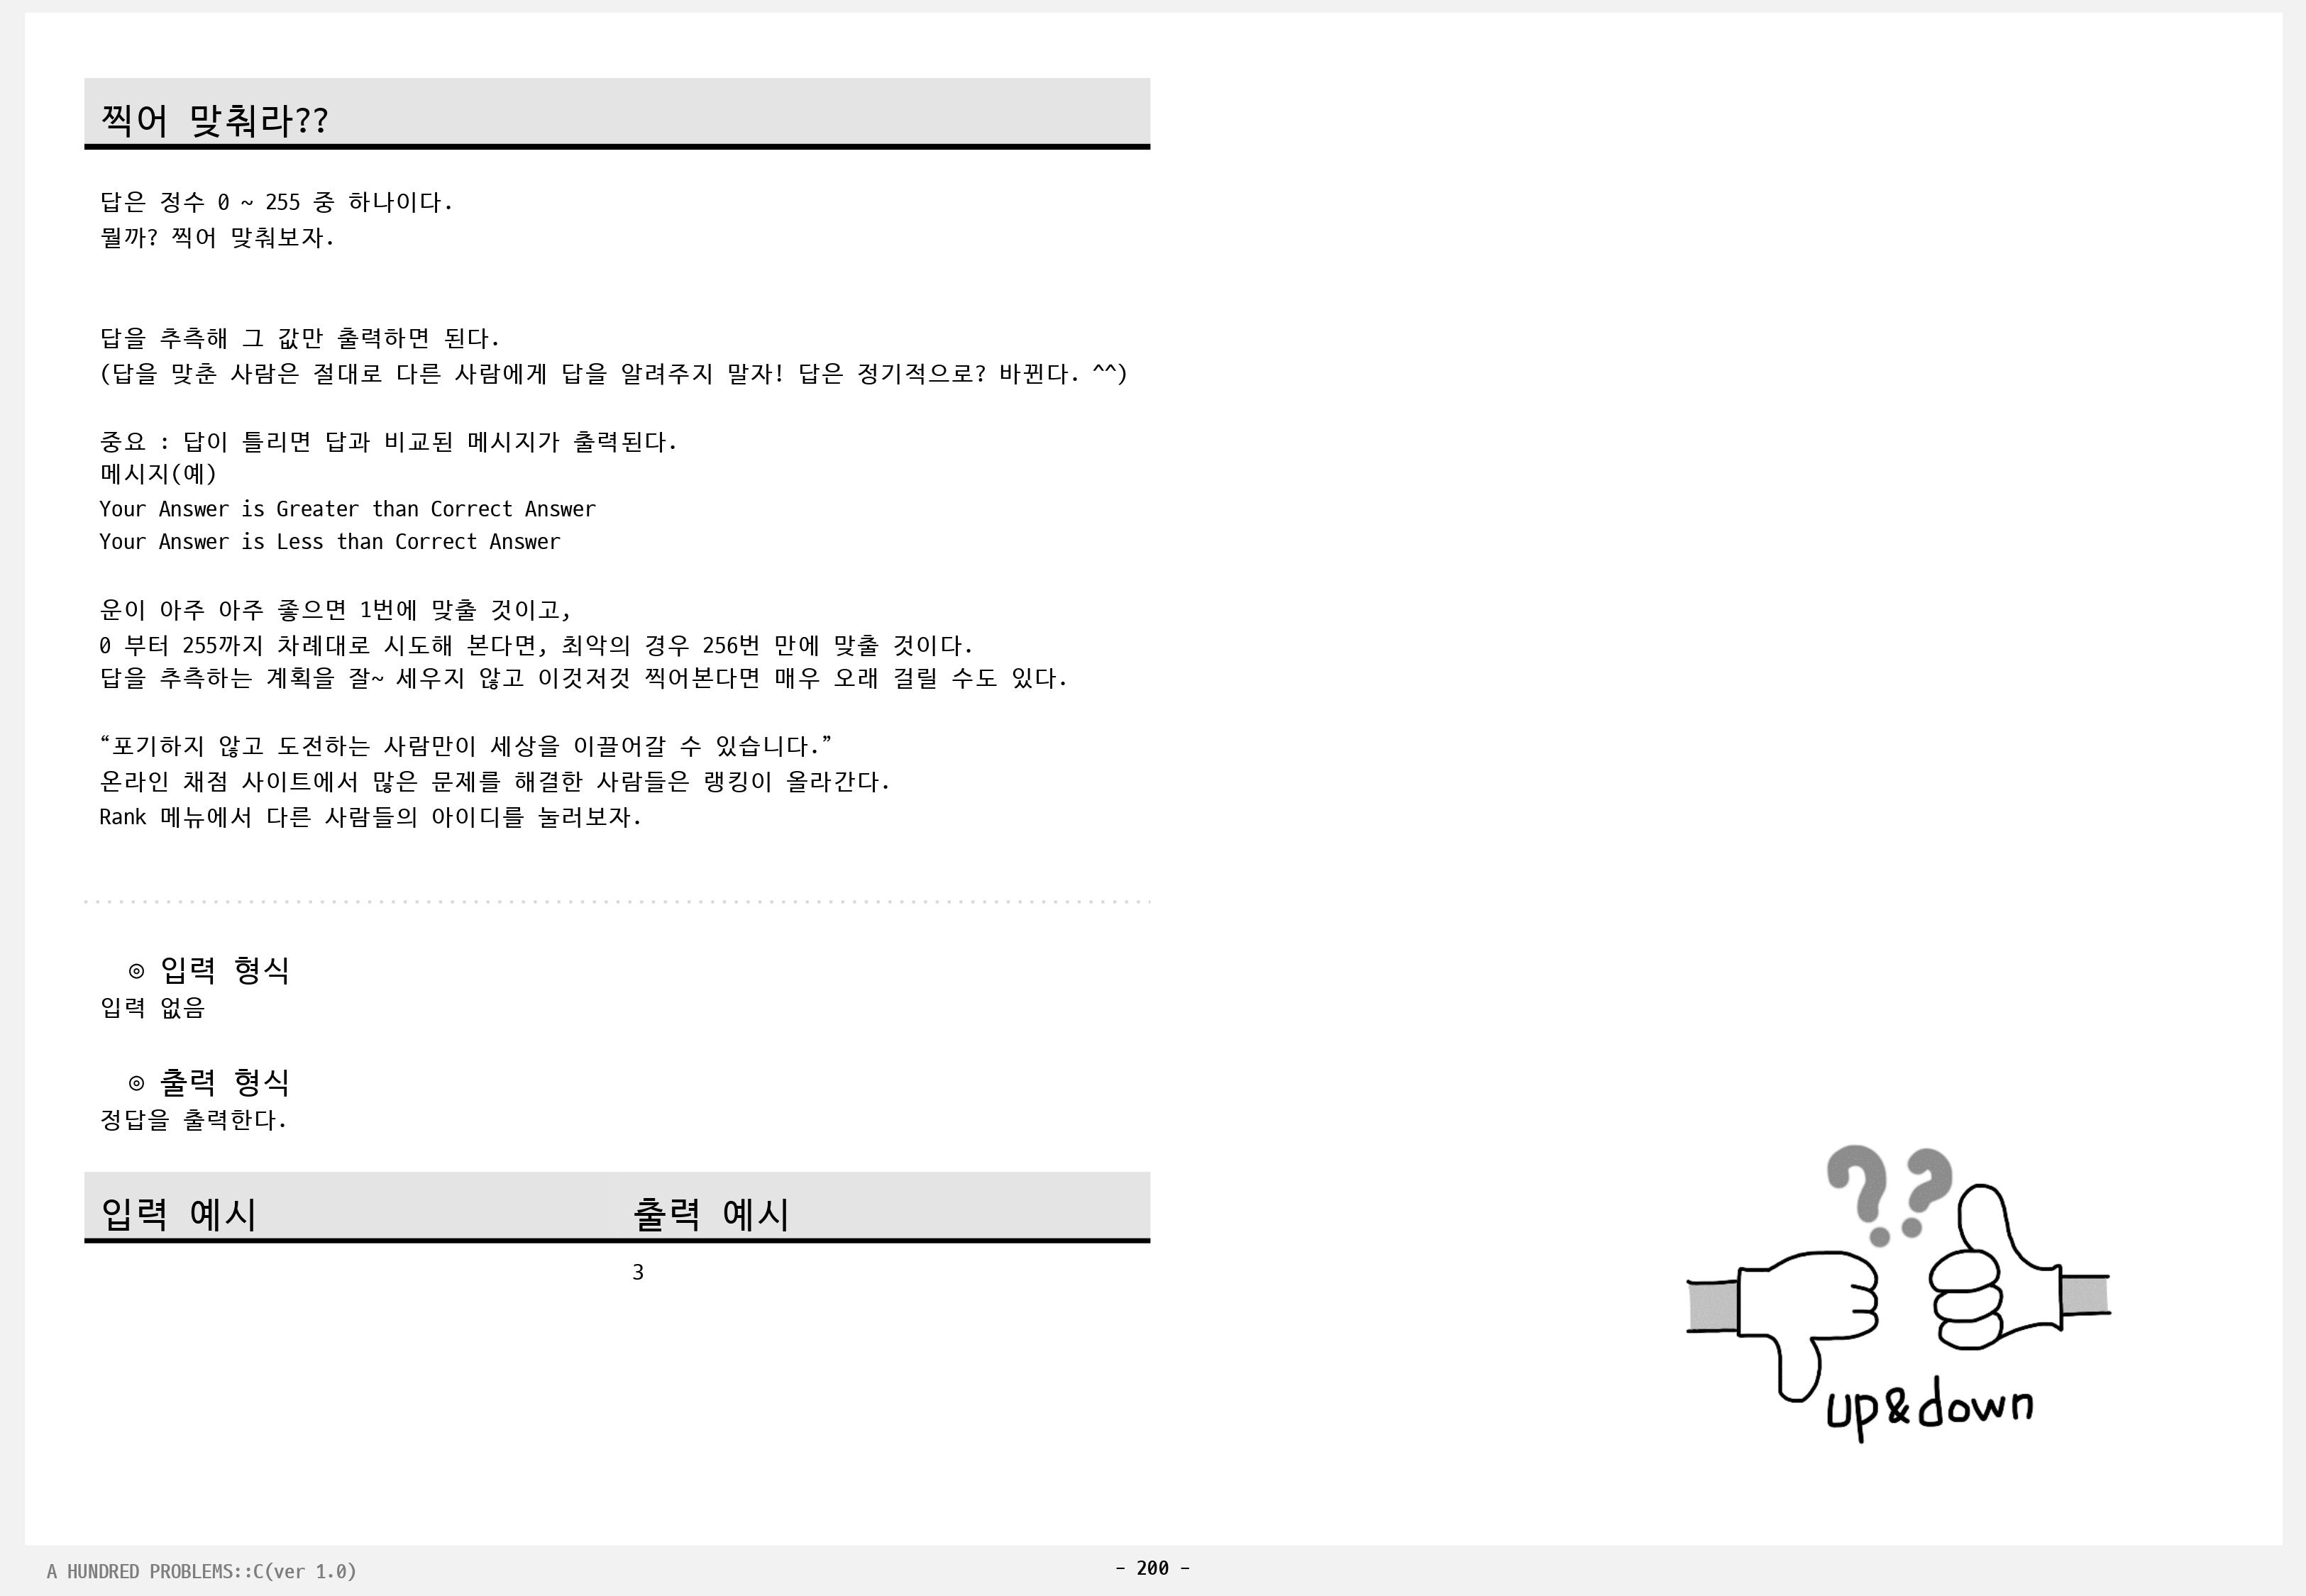 찍어 맞춰라??
답은 정수 0 ~ 255 중 하나이다.
뭘까? 찍어 맞춰보자.
답을 추측해 그 값만 출력하면 된다.
(답을 맞춘 사람은 절대로 다른 사람에게 답을 알려주지 말자! 답은 정기적으로? 바뀐다. ^^)
중요 : 답이 틀리면 답과 비교된 메시지가 출력된다.
메시지(예)
Your Answer is Greater than Correct Answer
Your Answer is Less than Correct Answer
운이 아주 아주 좋으면 1번에 맞출 것이고,
0 부터 255까지 차례대로 시도해 본다면, 최악의 경우 256번 만에 맞출 것이다.
답을 추측하는 계획을 잘~ 세우지 않고 이것저것 찍어본다면 매우 오래 걸릴 수도 있다.
“포기하지 않고 도전하는 사람만이 세상을 이끌어갈 수 있습니다.”
온라인 채점 사이트에서 많은 문제를 해결한 사람들은 랭킹이 올라간다.
Rank 메뉴에서 다른 사람들의 아이디를 눌러보자.
◎ 입력 형식
입력 없음
◎ 출력 형식
정답을 출력한다.
입력 예시 출력 예시
3
??
up&down
A HUNDRED PROBLEMS::C(ver 1.0)
- 200 -